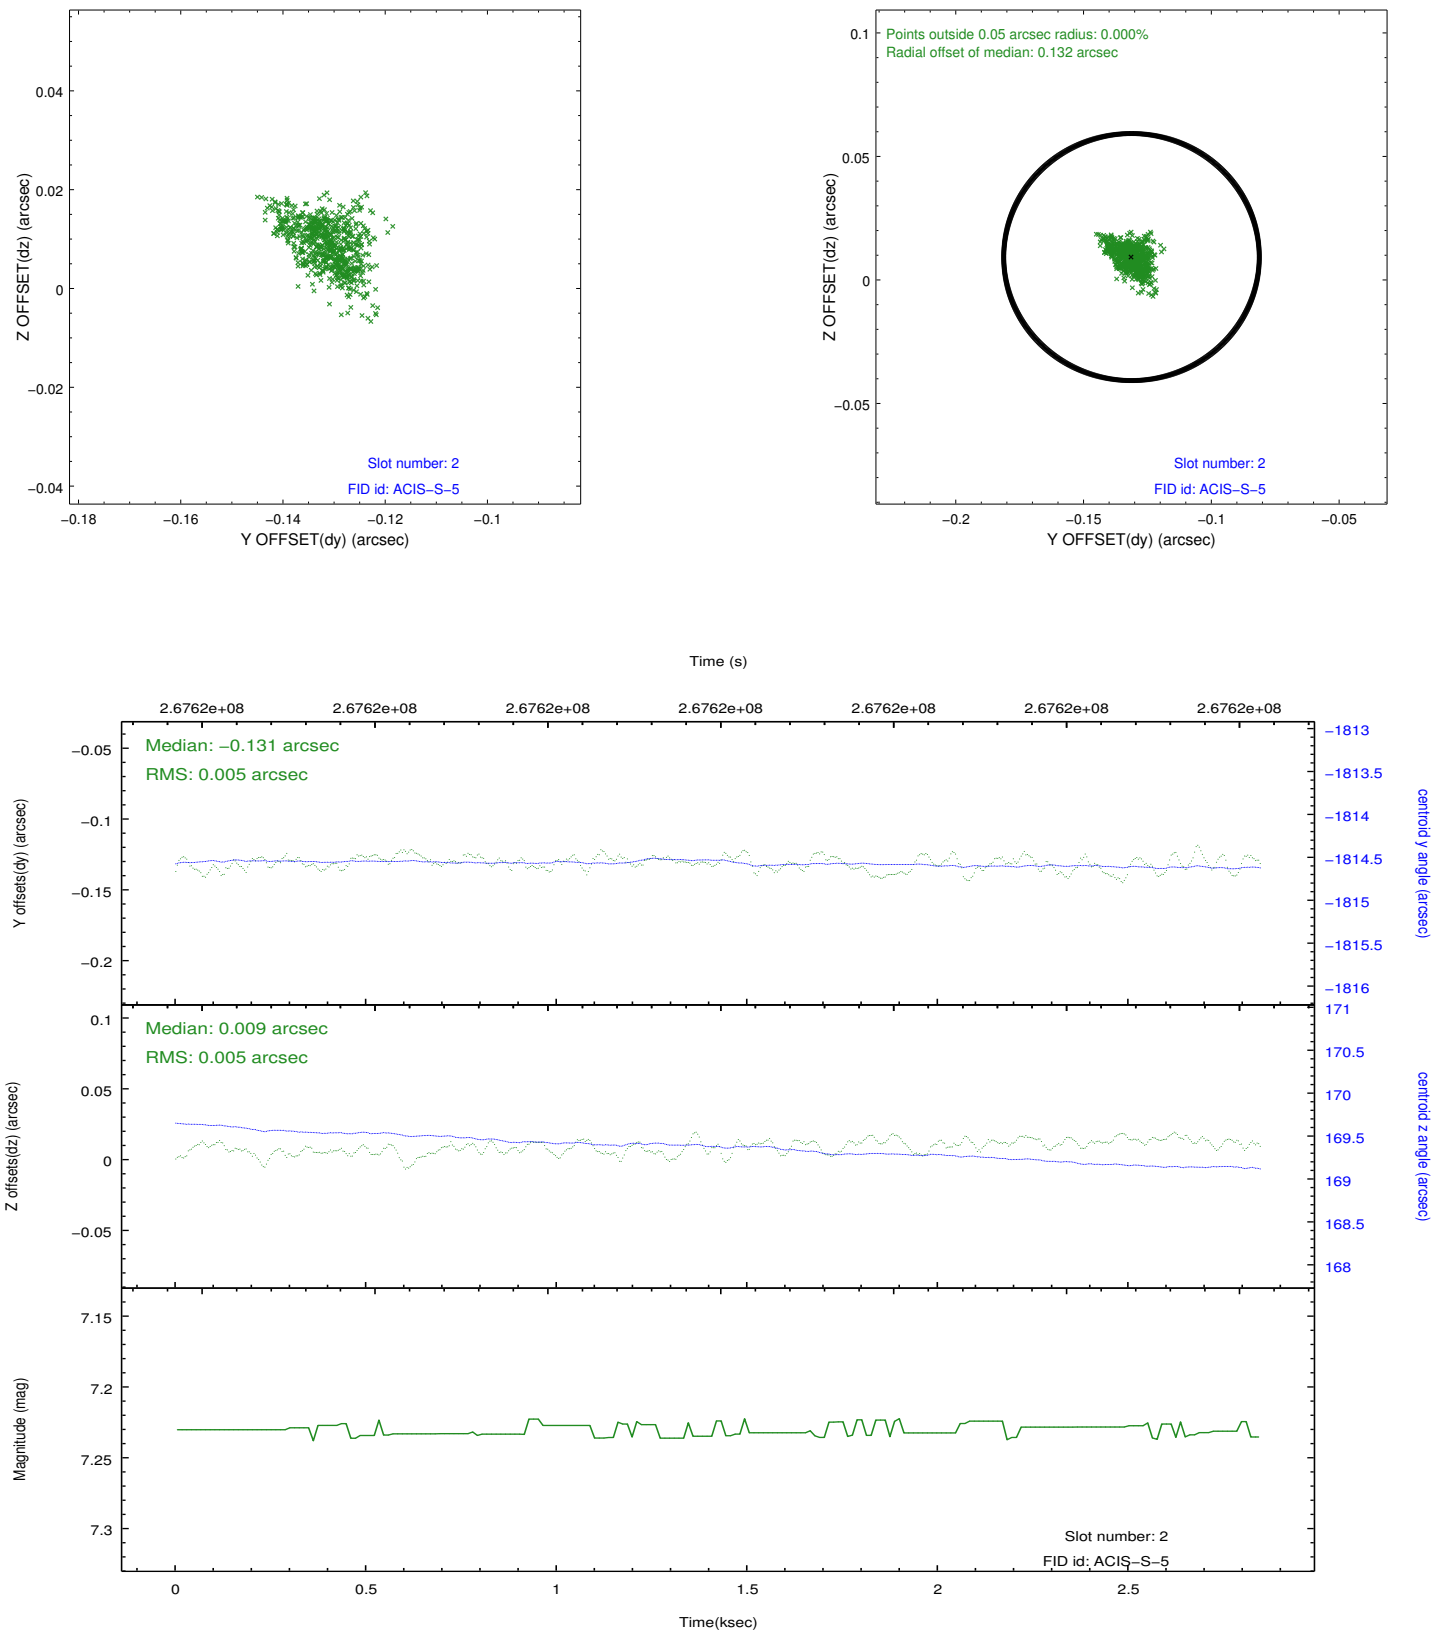 0.04
0.02
0
−0.02
−0.04
Z OFFSET(dz) (arcsec)
Slot number: 2
FID id: ACIS−S−5
−0.18 −0.16 −0.14 −0.12 −0.1
Y OFFSET(dy) (arcsec)
Points outside 0.05 arcsec radius: 0.000%
Radial offset of median: 0.132 arcsec
0.1
0.05
0
−0.05
Z OFFSET(dz) (arcsec)
Slot number: 2
FID id: ACIS−S−5
−0.2 −0.15 −0.1 −0.05
Y OFFSET(dy) (arcsec)
Time (s)
2.6762e+08 2.6762e+08 2.6762e+08 2.6762e+08 2.6762e+08 2.6762e+08 2.6762e+08
Median: −0.131 arcsec
RMS: 0.005 arcsec
−0.05
−0.1
−0.15
−0.2
Y offsets(dy) (arcsec)
−1813
−1813.5
−1814
−1814.5
−1815
−1815.5
−1816
centroid y angle (arcsec)
Median: 0.009 arcsec
RMS: 0.005 arcsec
0.1
0.05
0
−0.05
Z offsets(dz) (arcsec)
171
170.5
170
169.5
169
168.5
168
centroid z angle (arcsec)
7.15
7.2
7.25
7.3
Magnitude (mag)
Slot number: 2
FID id: ACIS−S−5
0 0.5 1 1.5 2 2.5
Time(ksec)